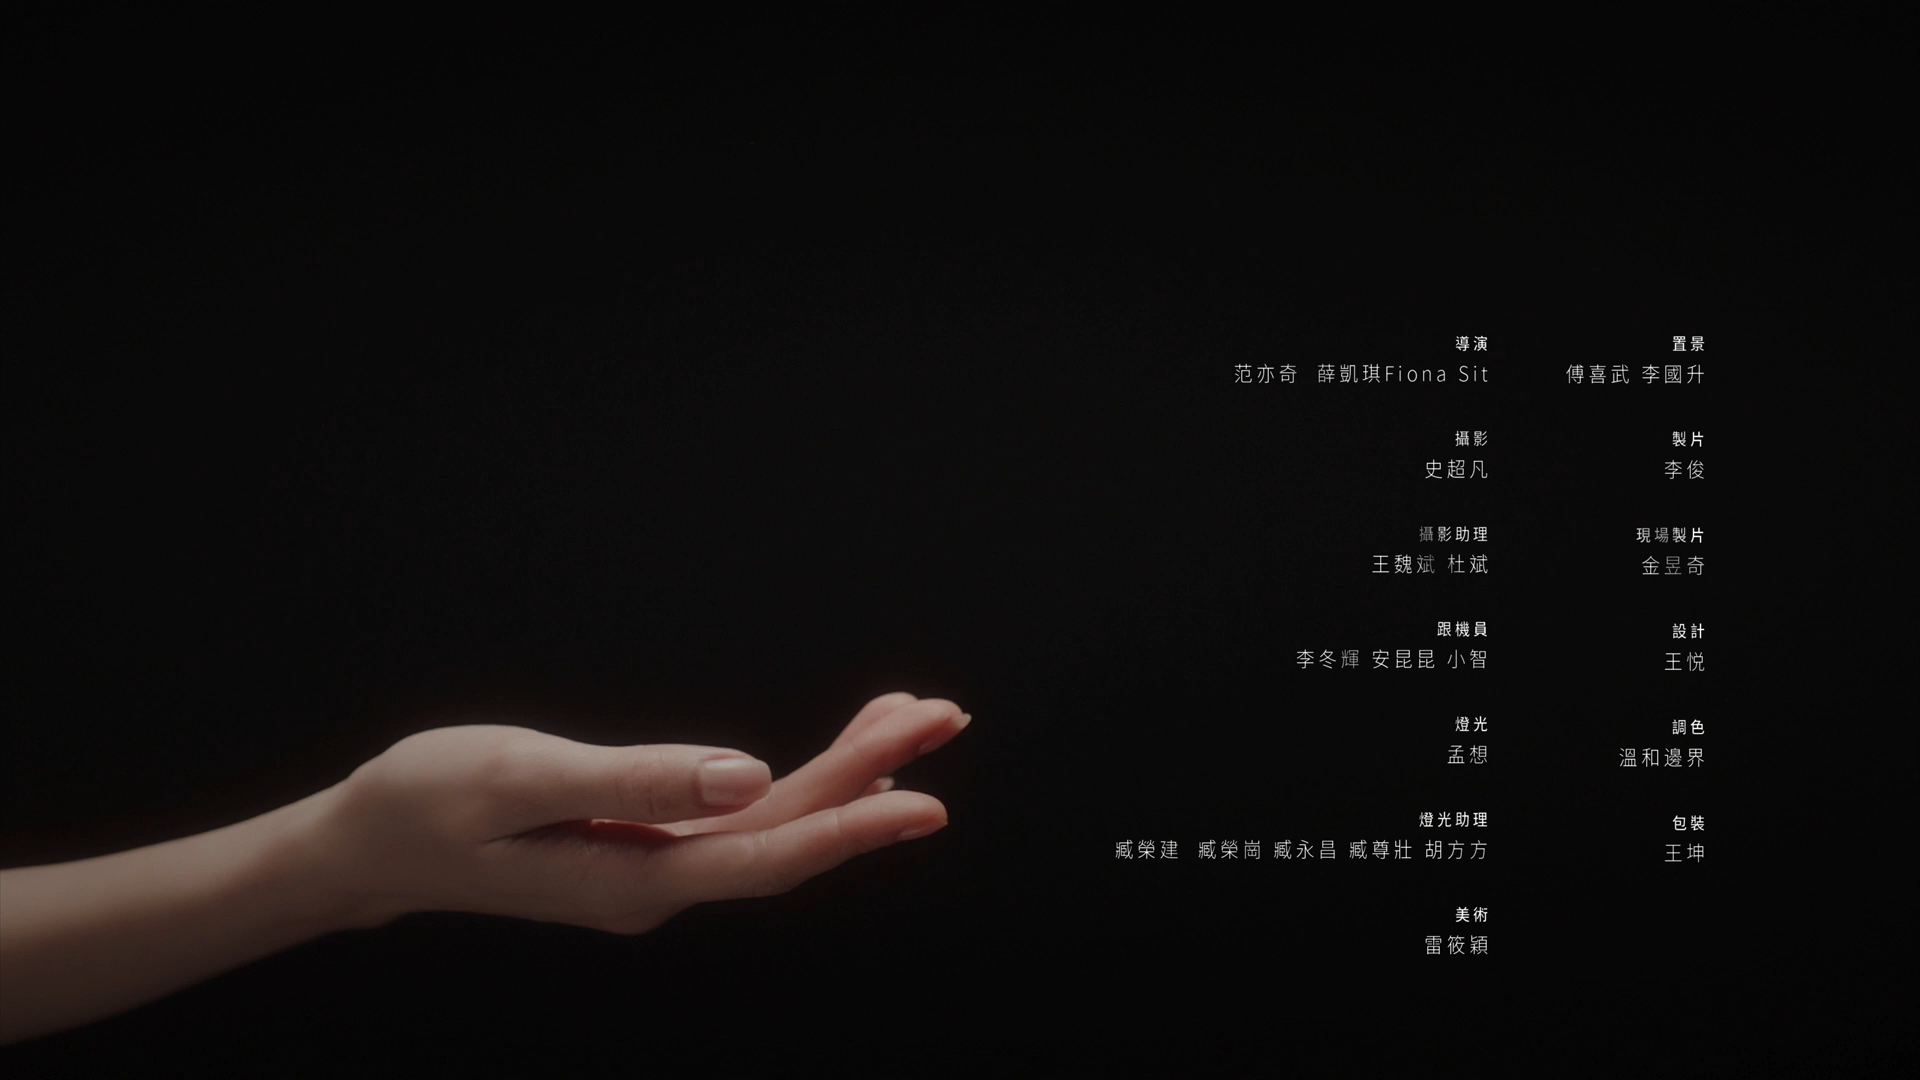 導演
范亦奇 薛凱琪Fiona Sit
攝影
史超凡
攝影助理
王魏斌 杜斌
跟機員
李冬輝 安昆昆 小智
燈光
孟想
燈光助理
臧榮建 臧榮崗 臧永昌 臧尊壯 胡方方
美術
雷筱穎
置景
傅喜武 李國升
製片
李俊
現場製片
金昱奇
設計
王悦
調色
溫和邊界
包裝
王坤